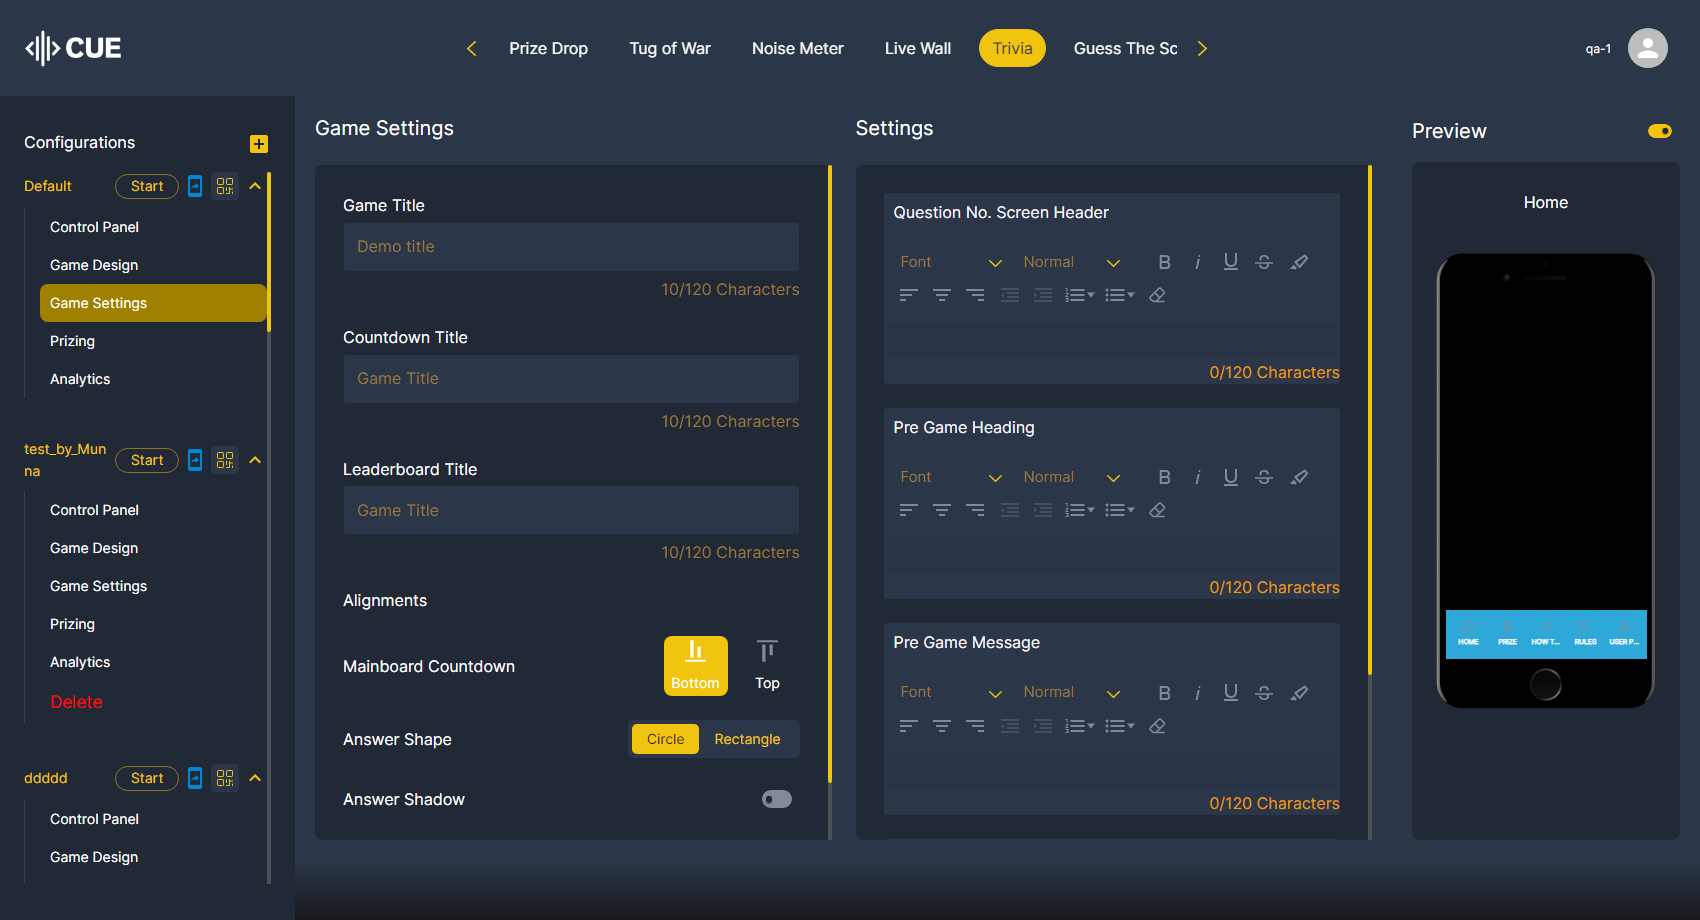 CUE
Prize Drop
Tug of War
Noise Meter
Live Wall
Trivia
Guess The Sc
qa-1
Configurations
Default
Start
Control Panel
Game Design
Game Settings
Prizing
Analytics
test_by_Mun
na
Start
Control Panel
Game Design
Game Settings
Prizing
Analytics
Delete
ddddd
Start
Control Panel
Game Design
Game Settings
Game Title
Demo title
10/120 Characters
Countdown Title
Game Title
10/120 Characters
Leaderboard Title
Game Title
10/120 Characters
Alignments
Mainboard Countdown
Bottom
Top
Answer Shape
Circle
Rectangle
Answer Shadow
Settings
Question No. Screen Header
Font
Normal
B i U S
0/120 Characters
Pre Game Heading
Font
Normal
B i U S
0/120 Characters
Pre Game Message
Font
Normal
B i U S
0/120 Characters
Preview
Home
HOME
PRIZE
HOW T...
RULES
USER P...